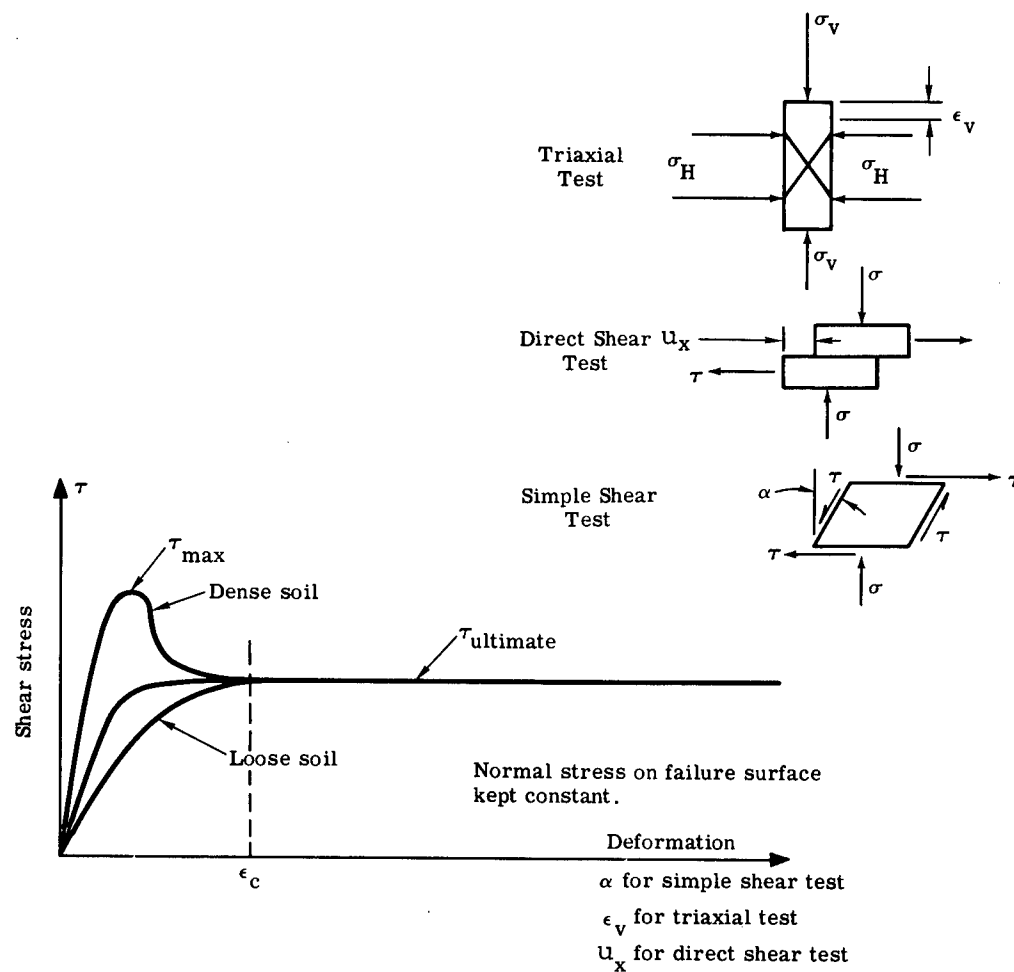 σV
εV
Triaxial
Test
σH
σH
σV
σ
Direct Shear Ux
Test
τ
σ
σ
τ
α
τ
Simple Shear
Test
τ
τ
σ
τ
τmax
Dense soil
τultimate
Shear stress
Loose soil
Normal stress on failure surface
kept constant.
Deformation
εc
α for simple shear test
εv for triaxial test
Ux for direct shear test